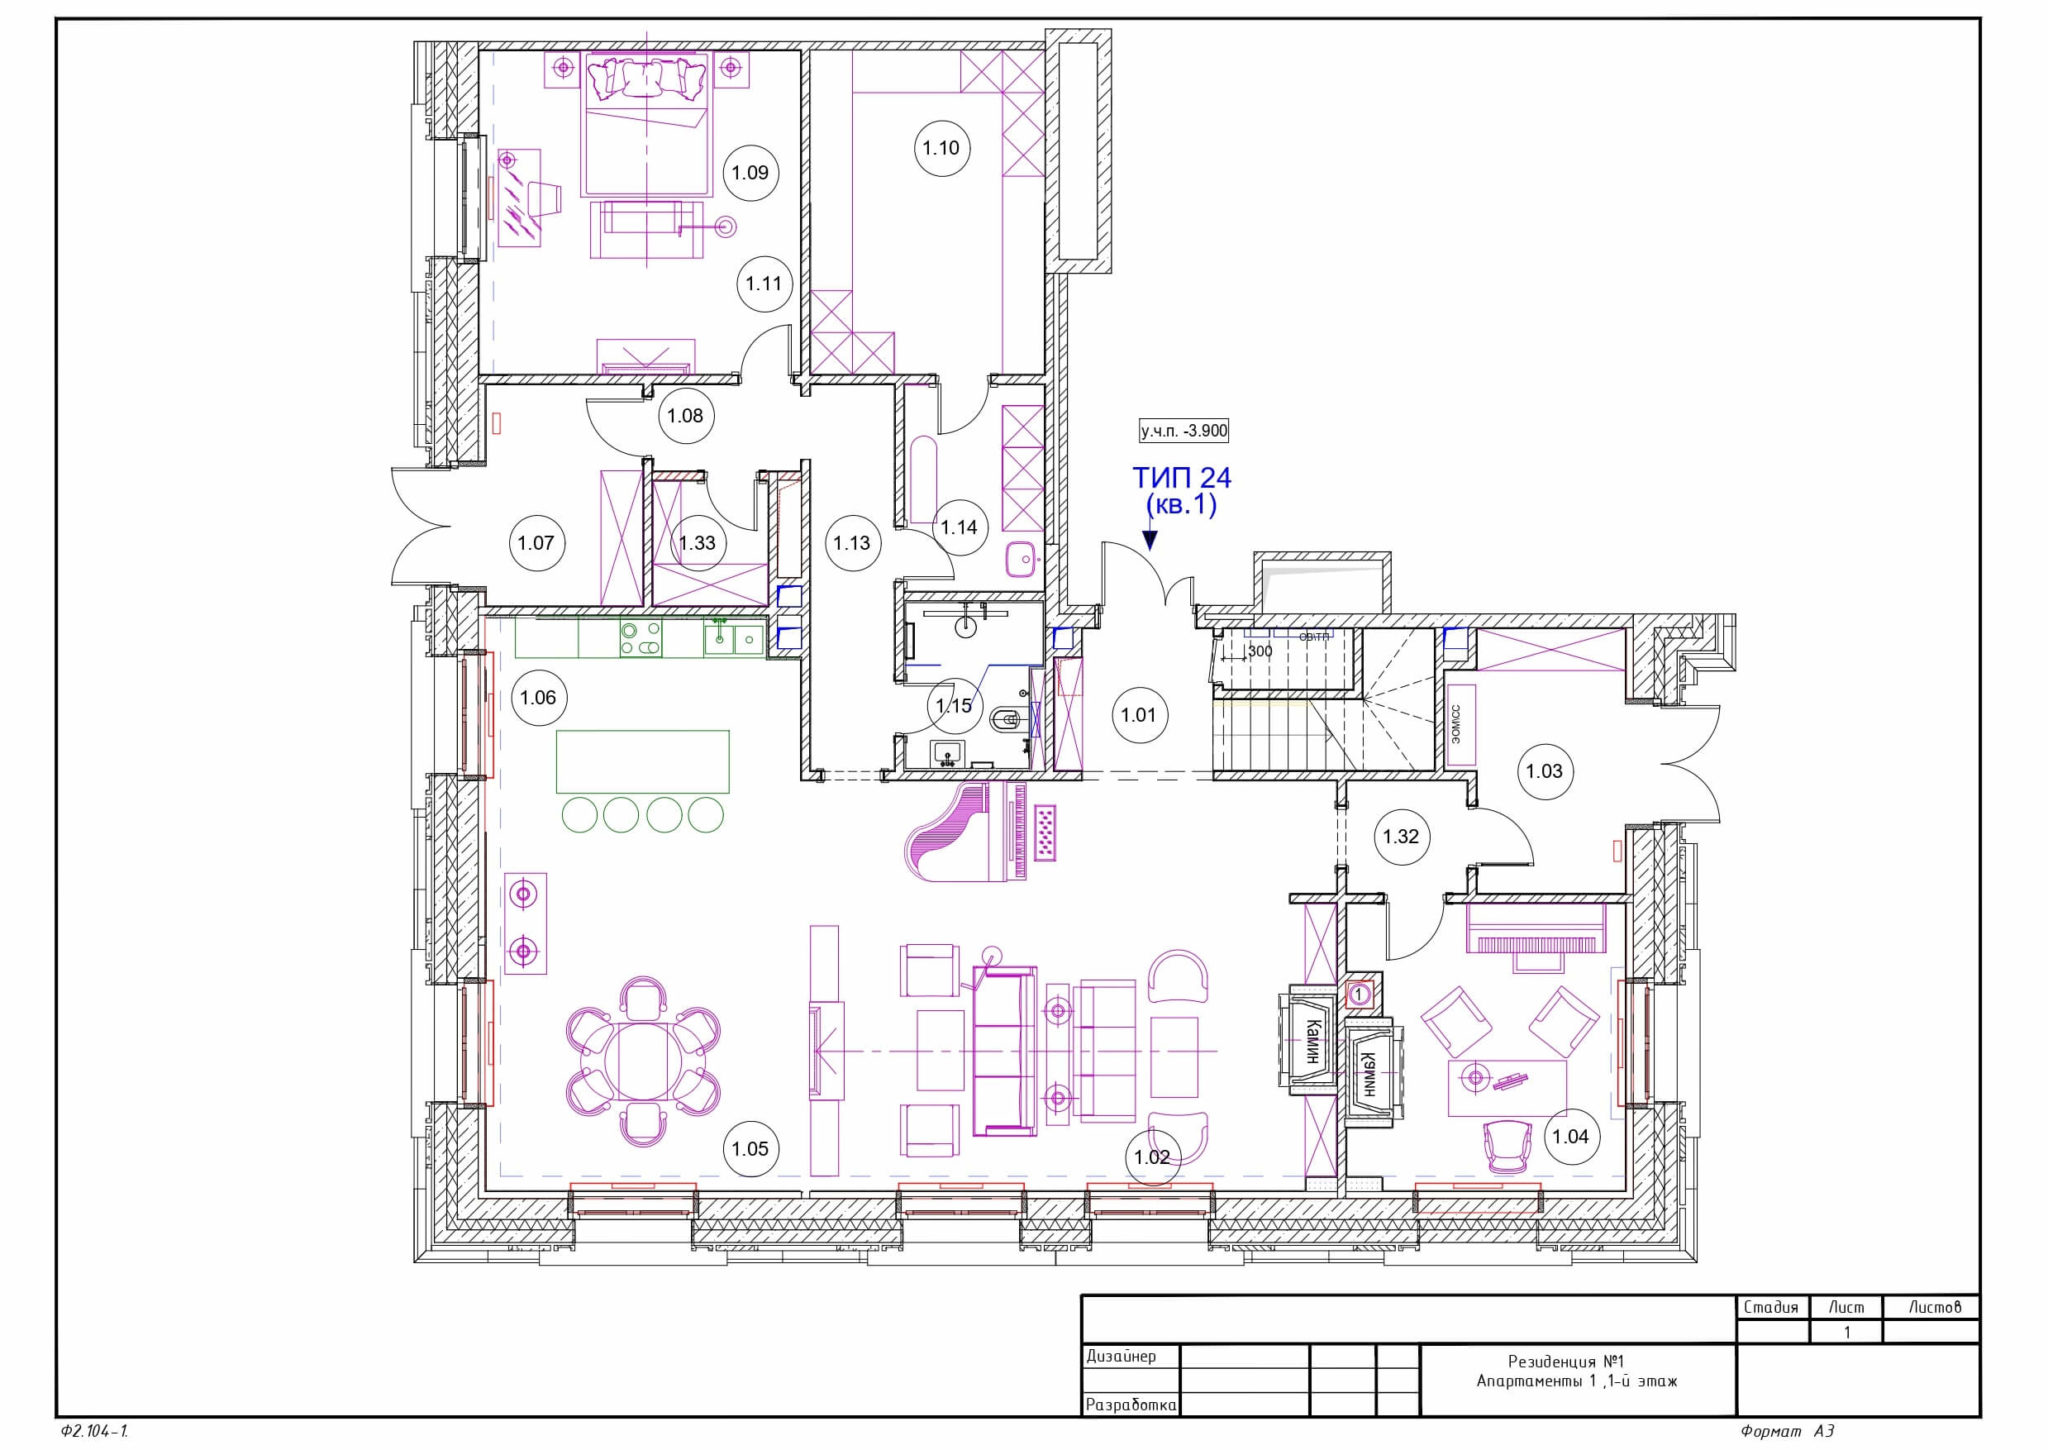 1.09
1.10
1.11
1.08
у.ч.п. -3.900
ТИП 24
(кв.1)
1.07
1.33
1.13
1.14
ОВ\ТП
300
1.06
1.15
1.01
ЭОМ\СС
1.03
1.32
1
Камин
Камин
1.05
1.02
1.04
Стадия Лист Листов
1
Дизайнер
Резиденция №1
Апартаменты 1 ,1-й этаж
Разработка
Ф2.104-1.
Формат А3